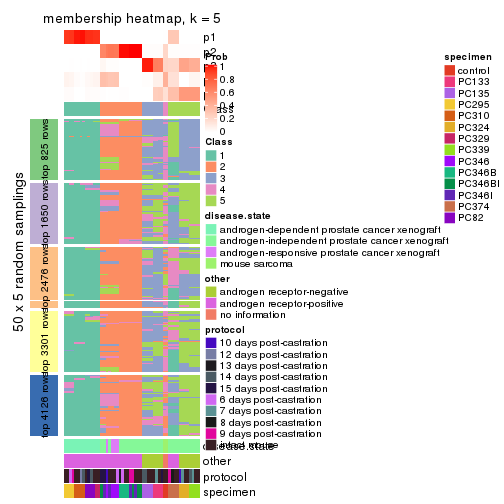 membership heatmap, k = 5
p1
p2
Prob
1
0.8
0.6
0.4
0.2
0
Class
1
2
3
4
5
disease.state
androgen-dependent prostate cancer xenograft
androgen-independent prostate cancer xenograft
androgen-responsive prostate cancer xenograft
mouse sarcoma
other
androgen receptor-negative
androgen receptor-positive
no information
protocol
10 days post-castration
12 days post-castration
13 days post-castration
14 days post-castration
15 days post-castration
6 days post-castration
7 days post-castration
8 days post-castration
9 days post-castration
intact mouse
disease.state
other
protocol
specimen
specimen
control
PC133
PC135
PC295
PC310
PC324
PC329
PC339
PC346
PC346B
PC346BI
PC346I
PC374
PC82
50 x 5 random samplings
top 825 rows
top 1650 rows
top 2476 rows
top 3301 rows
top 4126 rows